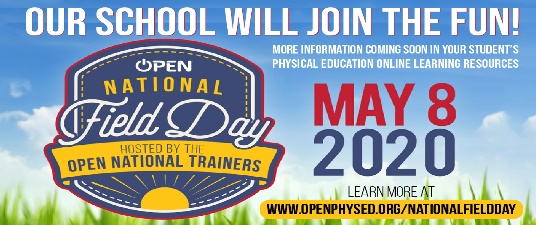 OUR SCHOOL WILL JOIN THE FUN!
MORE INFORMATION COMING SOON IN YOUR STUDENT'S
PHYSICAL EDUCATION ONLINE LEARNING RESOURCES
OPEN
NATIONAL
Field Day
HOSTED BY THE
OPEN NATIONAL TRAINERS
MAY 8
2020
LEARN MORE AT
WWW.OPENPHYSED.ORG/NATIONALFIELDDAY